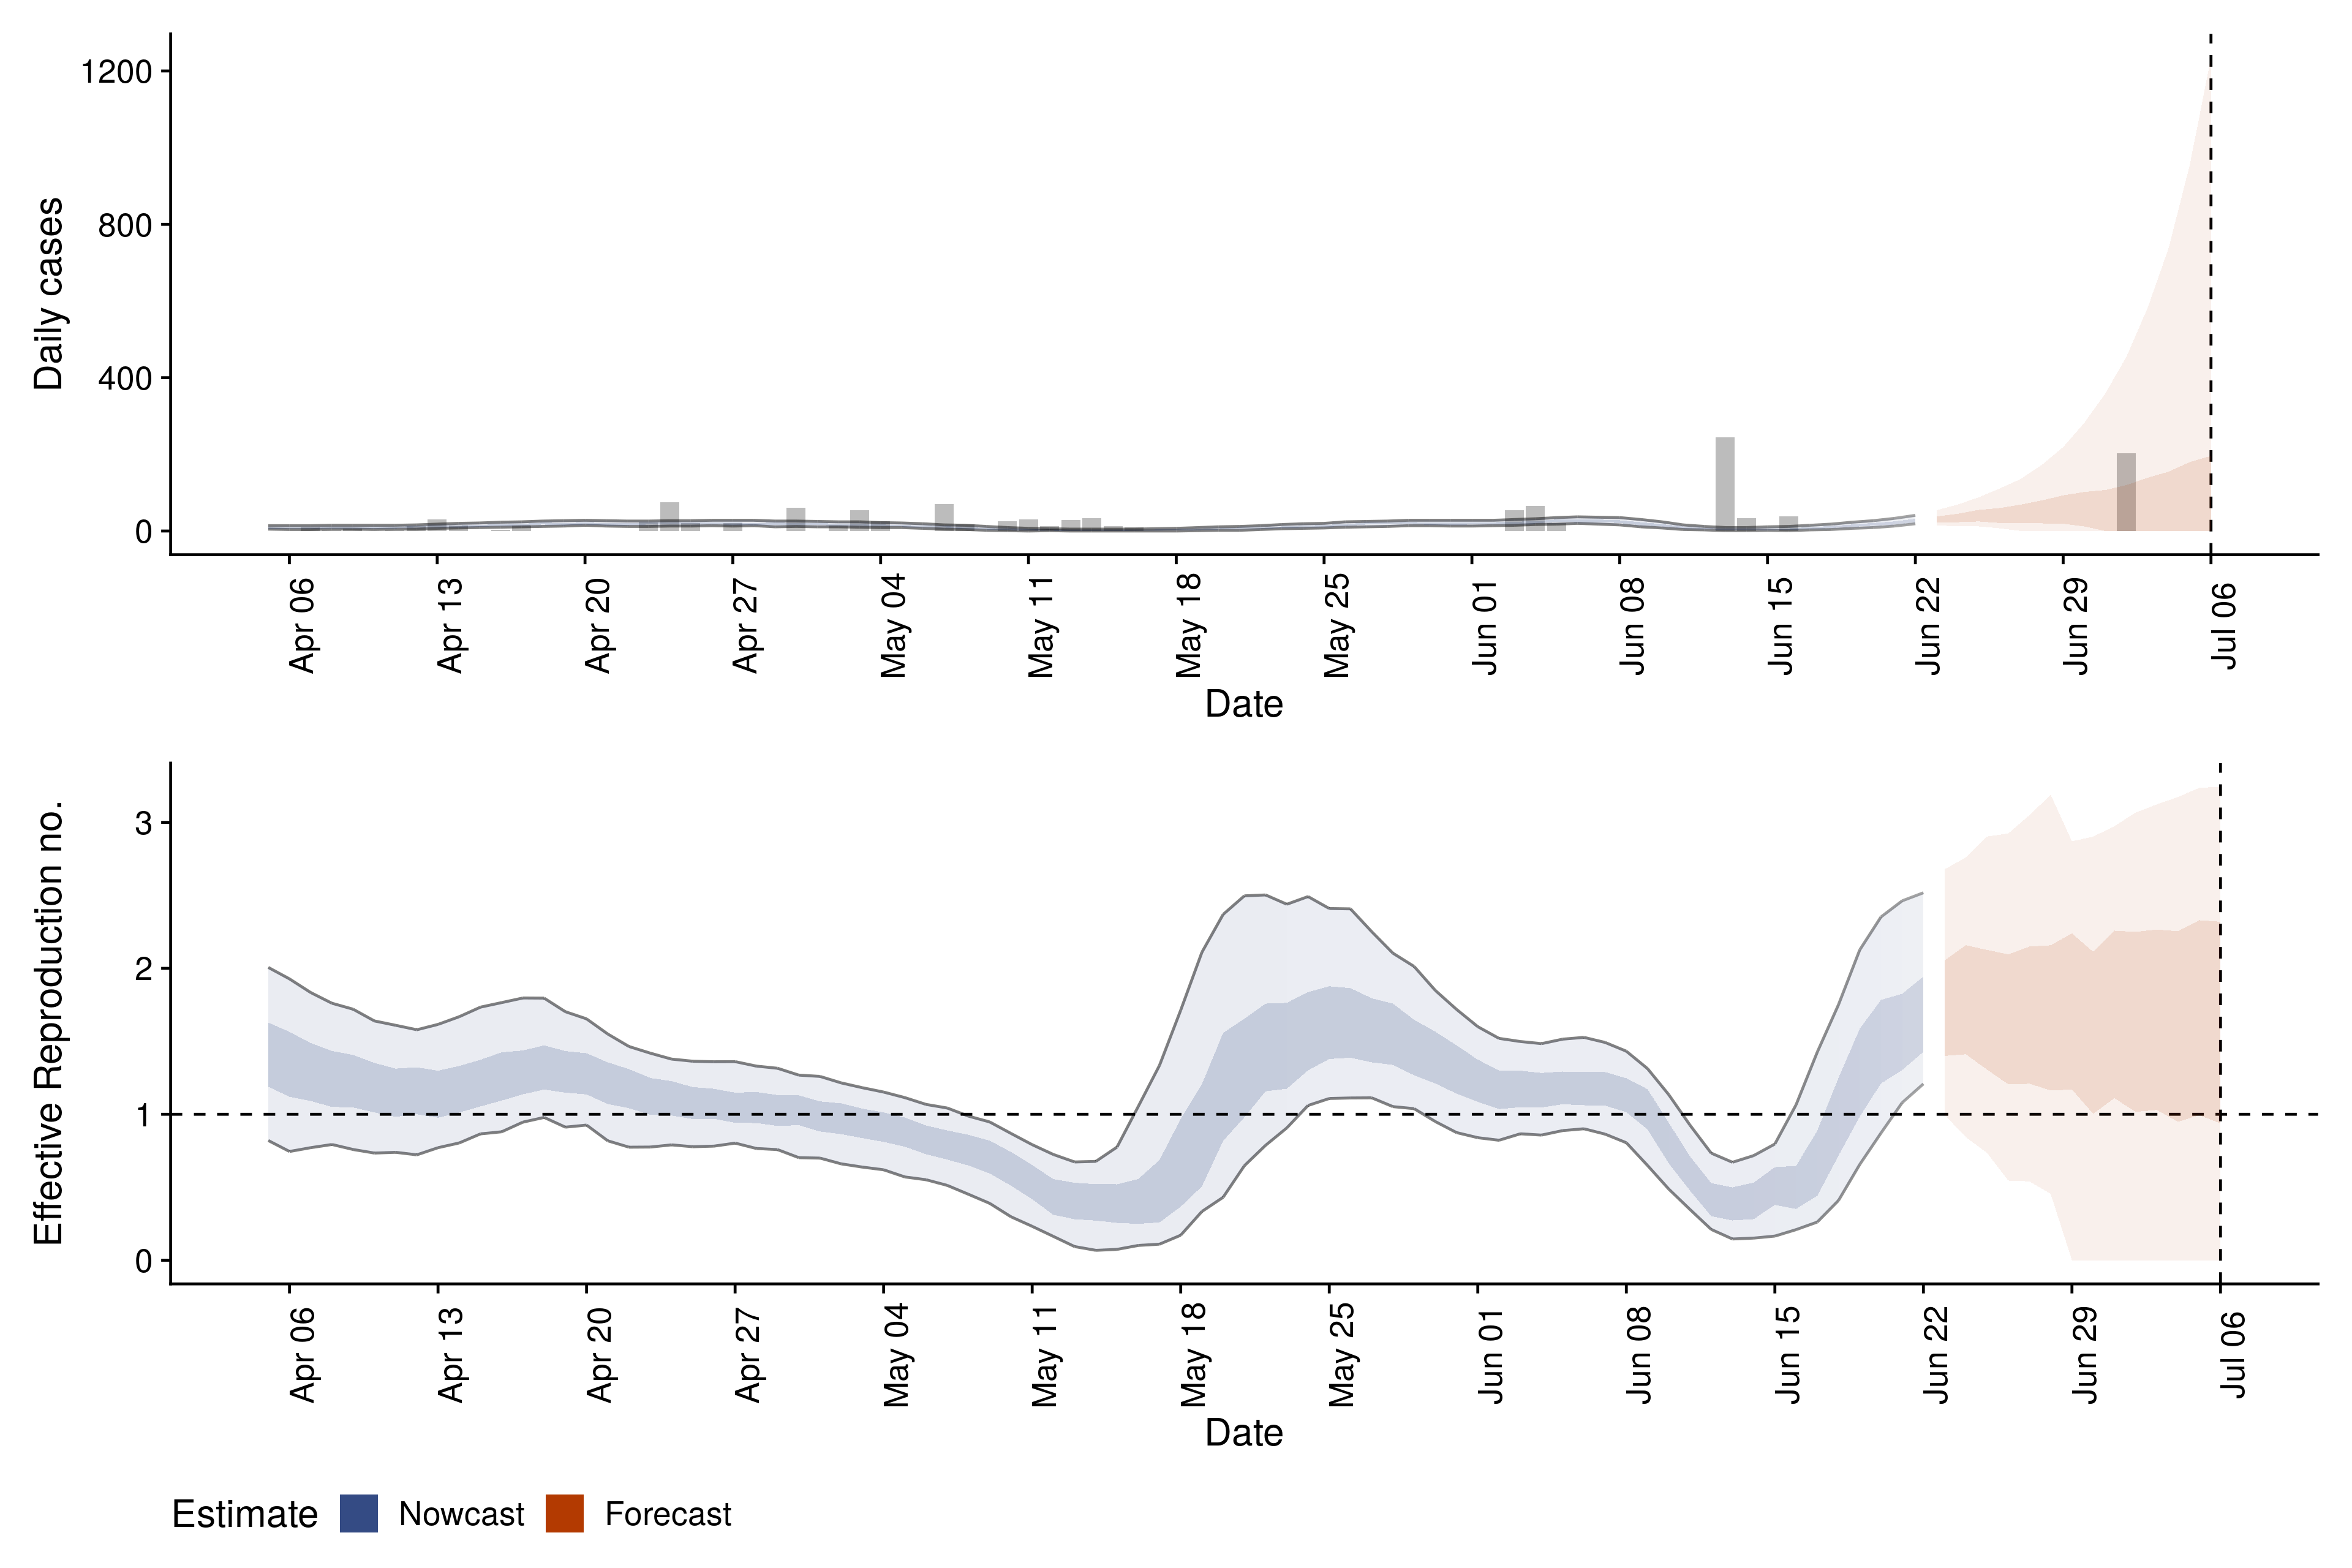 Daily cases
1200
800
400
0
Apr 06 Apr 13 Apr 20 Apr 27 May 04 May 11 May 18 May 25 Jun 01 Jun 08 Jun 15 Jun 22 Jun 29 Jul 06
Date
Effective Reproduction no.
3
2
1
0
Apr 06 Apr 13 Apr 20 Apr 27 May 04 May 11 May 18 May 25 Jun 01 Jun 08 Jun 15 Jun 22 Jun 29 Jul 06
Date
Estimate Nowcast Forecast